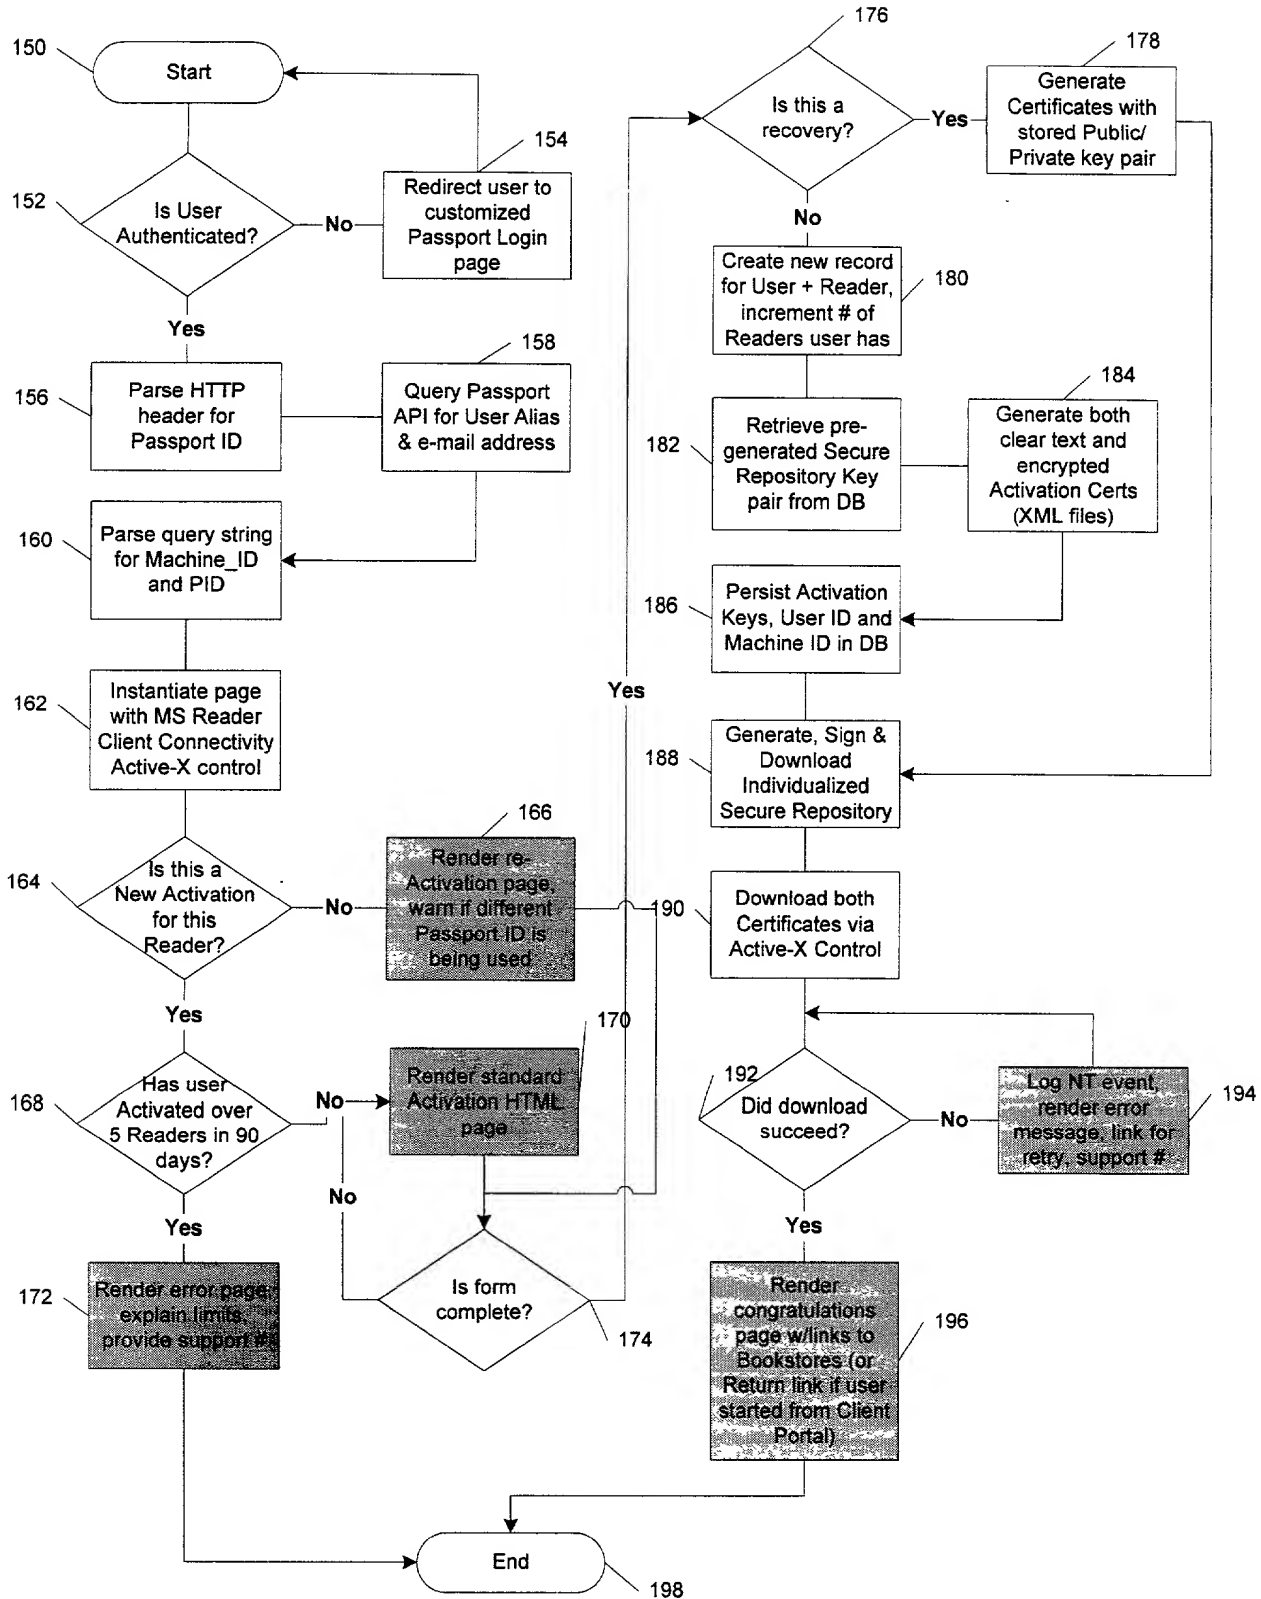 150
Start
152
Is User
Authenticated?
No
154
Redirect user to
customized
Passport Login
page
Yes
156
Parse HTTP
header for
Passport ID
158
Query Passport
API for User Alias
& e-mail address
160
Parse query string
for Machine_ID
and PID
162
Instantiate page
with MS Reader
Client Connectivity
Active-X control
164
Is this a
New Activation
for this
Reader?
No
166
Render re-
Activation page,
warn if different
Passport ID is
being used
Yes
168
Has user
Activated over
5 Readers in 90
days?
No
170
Render standard
Activation HTML
page
No
Yes
172
Render error page,
explain limits,
provide support #
Is form
complete?
174
Yes
176
Is this a
recovery?
Yes
178
Generate
Certificates with
stored Public/
Private key pair
No
180
Create new record
for User + Reader,
increment # of
Readers user has
182
Retrieve pre-
generated Secure
Repository Key
pair from DB
184
Generate both
clear text and
encrypted
Activation Certs
(XML files)
186
Persist Activation
Keys, User ID and
Machine ID in DB
188
Generate, Sign &
Download
Individualized
Secure Repository
190
Download both
Certificates via
Active-X Control
192
Did download
succeed?
No
194
Log NT event,
render error
message, link for
retry, support #
Yes
196
Render
congratulations
page w/links to
Bookstores (or
Return link if user
started from Client
Portal)
End
198